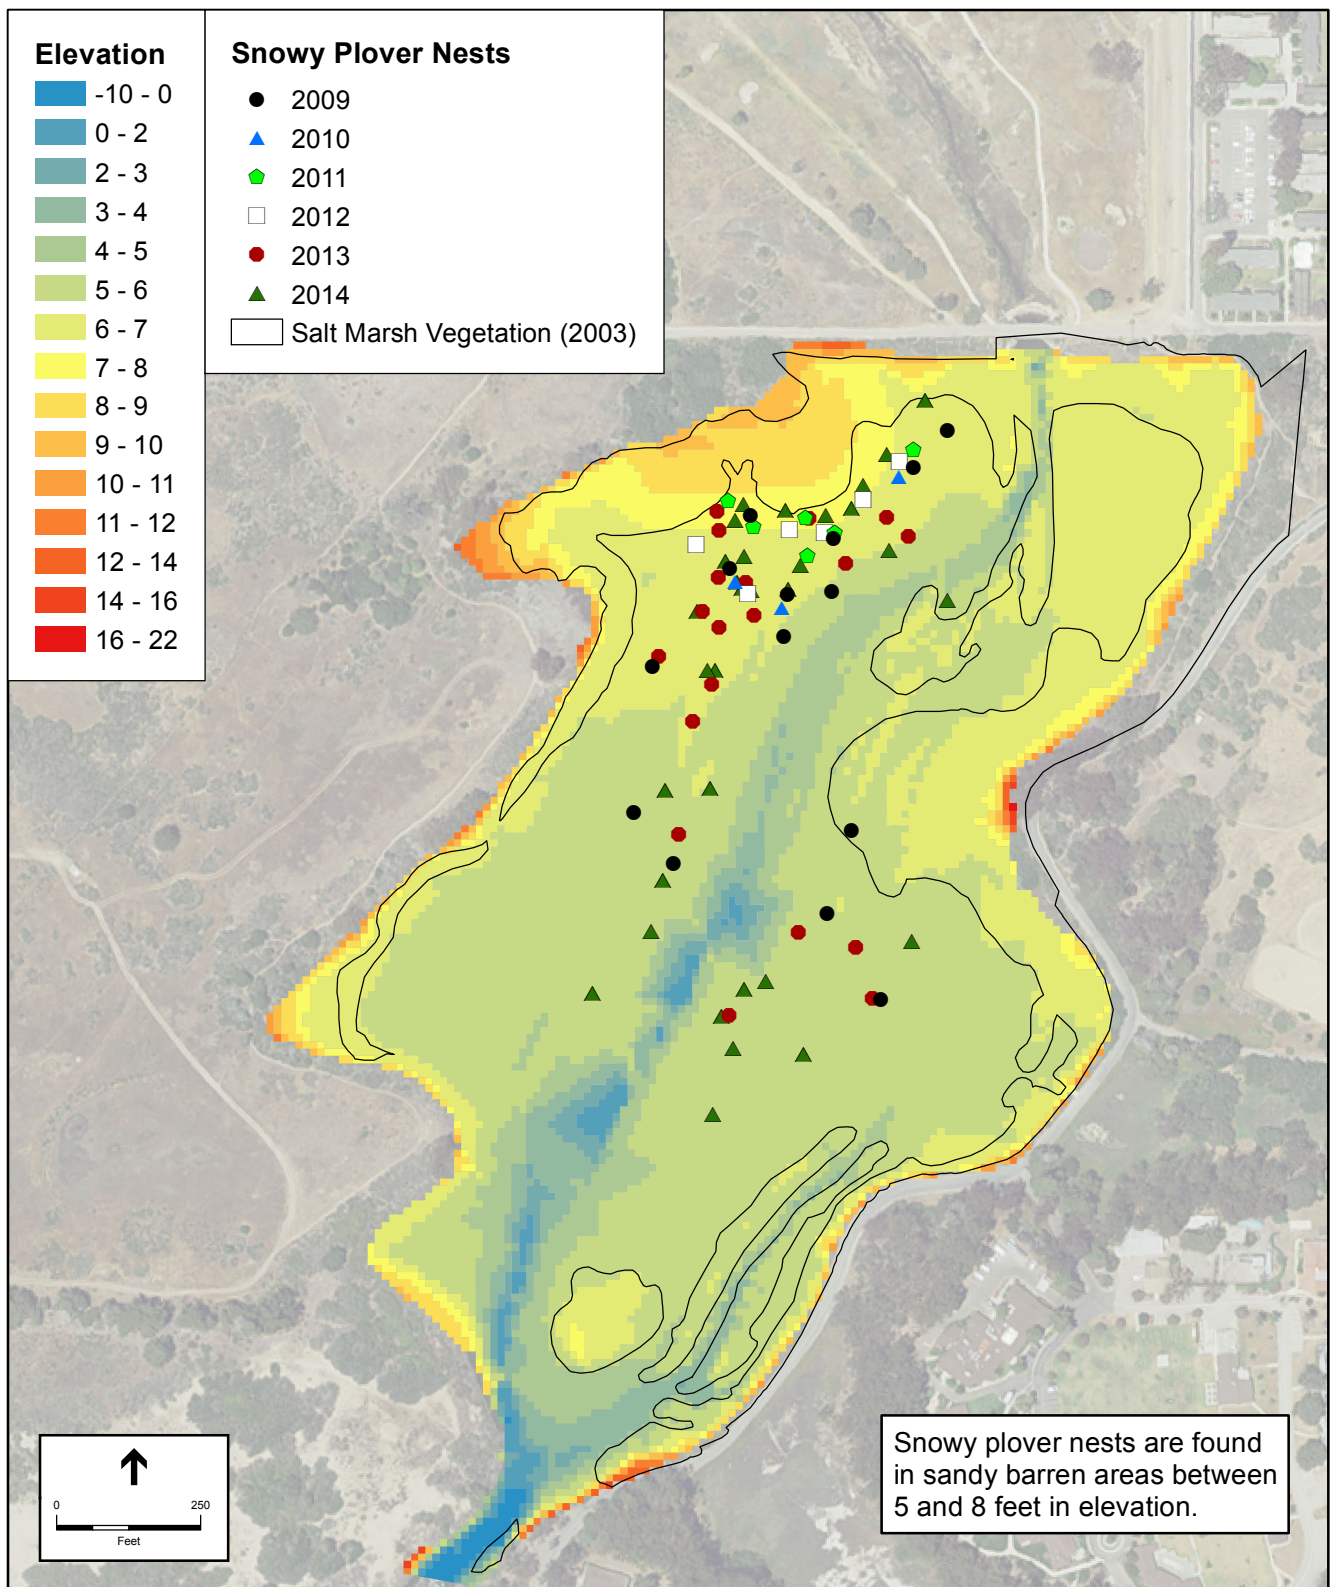 Elevation
-10 - 0
0 - 2
2 - 3
3 - 4
4 - 5
5 - 6
6 - 7
7 - 8
8 - 9
9 - 10
10 - 11
11 - 12
12 - 14
14 - 16
16 - 22
Snowy Plover Nests
2009
2010
2011
2012
2013
2014
Salt Marsh Vegetation (2003)
0 250
Feet
Snowy plover nests are found
in sandy barren areas between
5 and 8 feet in elevation.